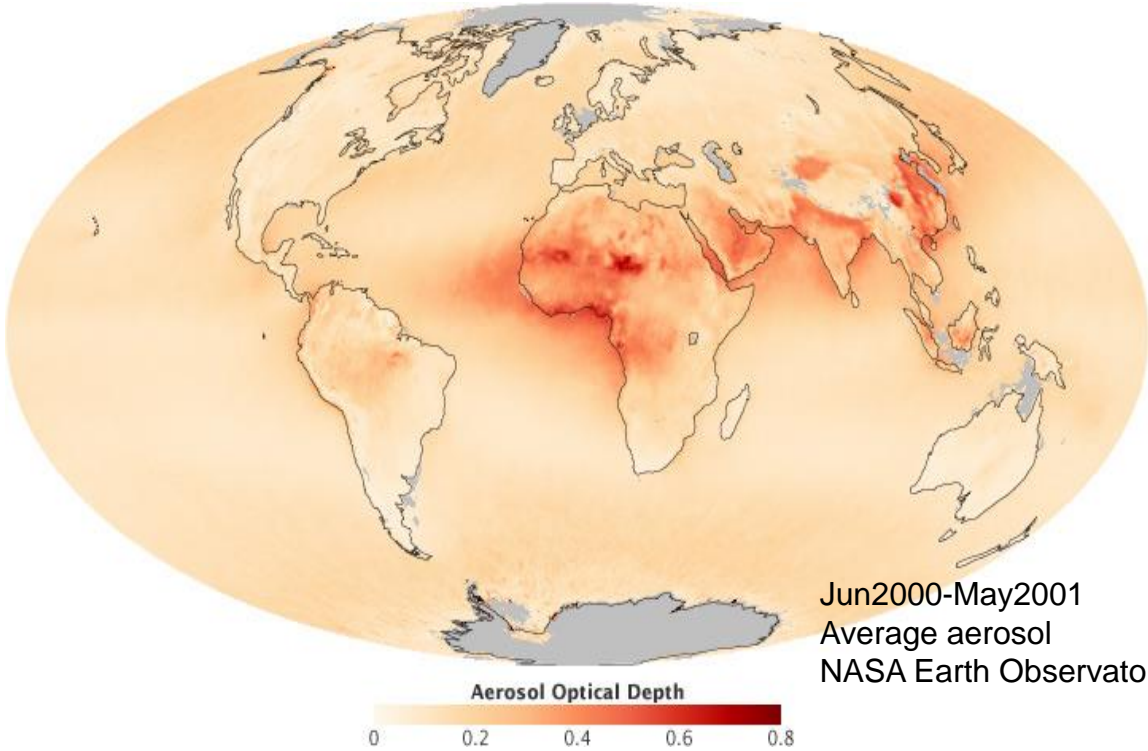 Jun2000-May2001
Average aerosol
NASA Earth Observato
Aerosol Optical Depth
0 0.2 0.4 0.6 0.8